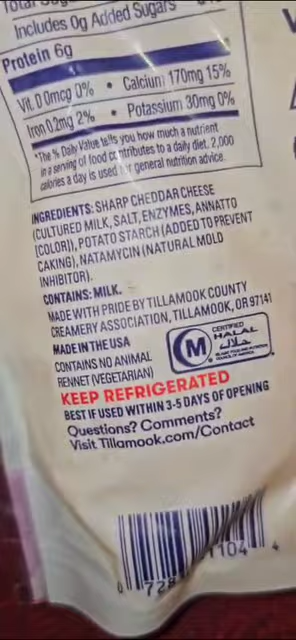 Includes 0g Added Sugars
Protein 6g
Vit. D 0mcg 0% • Calcium 170mg 15%
Iron 0.2mg 2% • Potassium 30mg 0%
*The % Daily Value tells you how much a nutrient
in a serving of food contributes to a daily diet. 2,000
calories a day is used for general nutrition advice.
INGREDIENTS: SHARP CHEDDAR CHEESE
(CULTURED MILK, SALT, ENZYMES, ANNATTO
[COLOR]), POTATO STARCH (ADDED TO PREVENT
CAKING), NATAMYCIN (NATURAL MOLD
INHIBITOR).
CONTAINS: MILK.
MADE WITH PRIDE BY TILLAMOOK COUNTY
CREAMERY ASSOCIATION, TILLAMOOK, OR 97141
MADE IN THE USA
CONTAINS NO ANIMAL
RENNET (VEGETARIAN)
M
CERTIFIED
HALAL
حلال
KEEP REFRIGERATED
BEST IF USED WITHIN 3-5 DAYS OF OPENING
Questions? Comments?
Visit Tillamook.com/Contact
0 728 1104 4